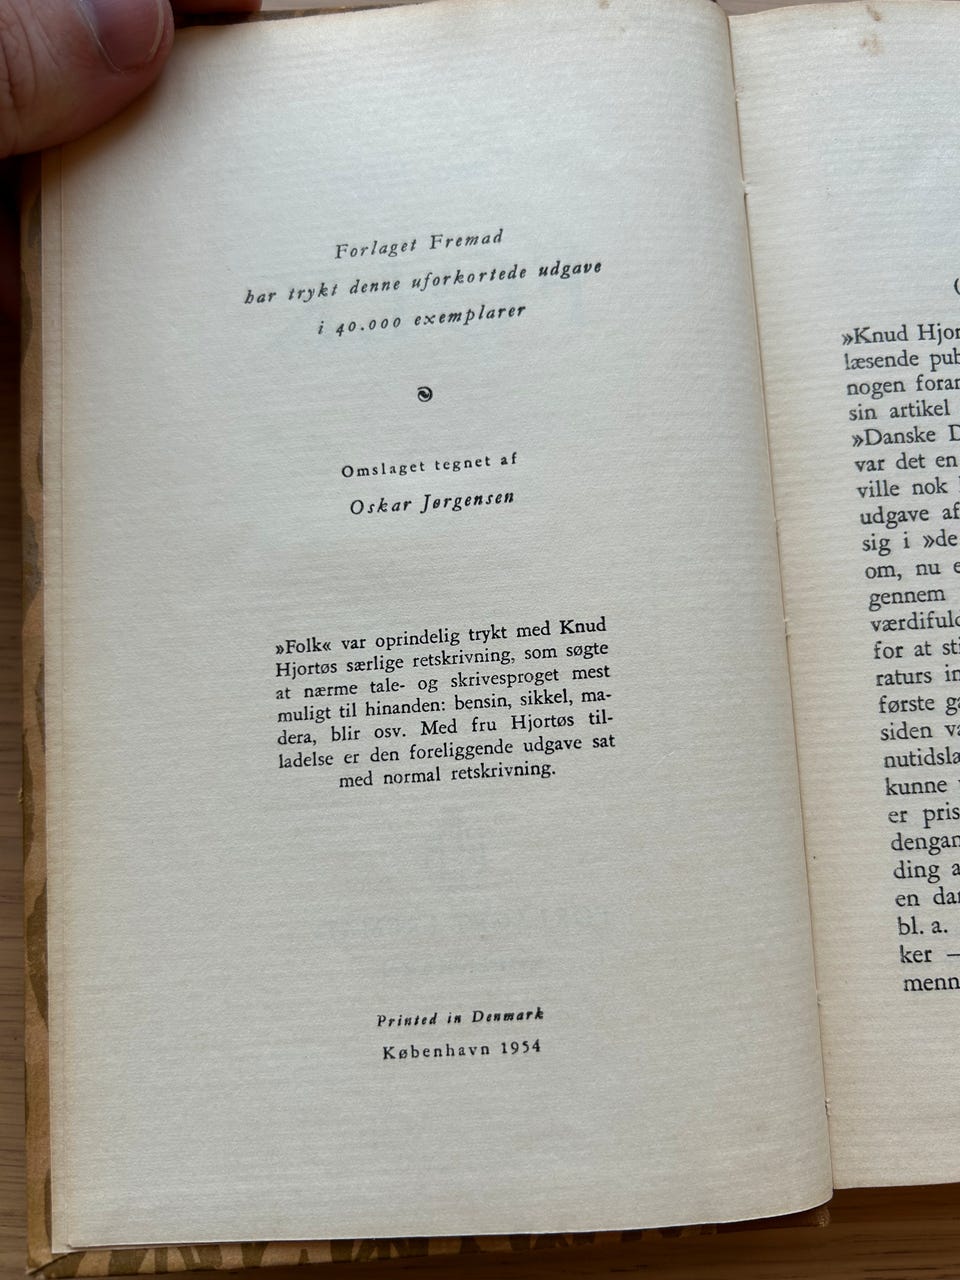 Forlaget Fremad
har trykt denne uforkortede udgave
i 40.000 exemplarer
Omslaget tegnet af
Oskar Jørgensen
»Folk« var oprindelig trykt med Knud
Hjortøs særlige retskrivning, som søgte
at nærme tale- og skrivesproget mest
muligt til hinanden: bensin, sikkel, ma-
dera, blir osv. Med fru Hjortøs til-
ladelse er den foreliggende udgave sat
med normal retskrivning.
Printed in Denmark
København 1954
»Knud Hjor
læsende pub
nogen foran
sin artikel
»Danske D
var det en
ville nok
udgave af
sig i »de
om, nu e
gennem
værdifuld
for at sti
raturs in
første ga
siden va
nutidslæ
kunne
er pris
dengan
ding a
en dan
bl. a.
ker —
menn